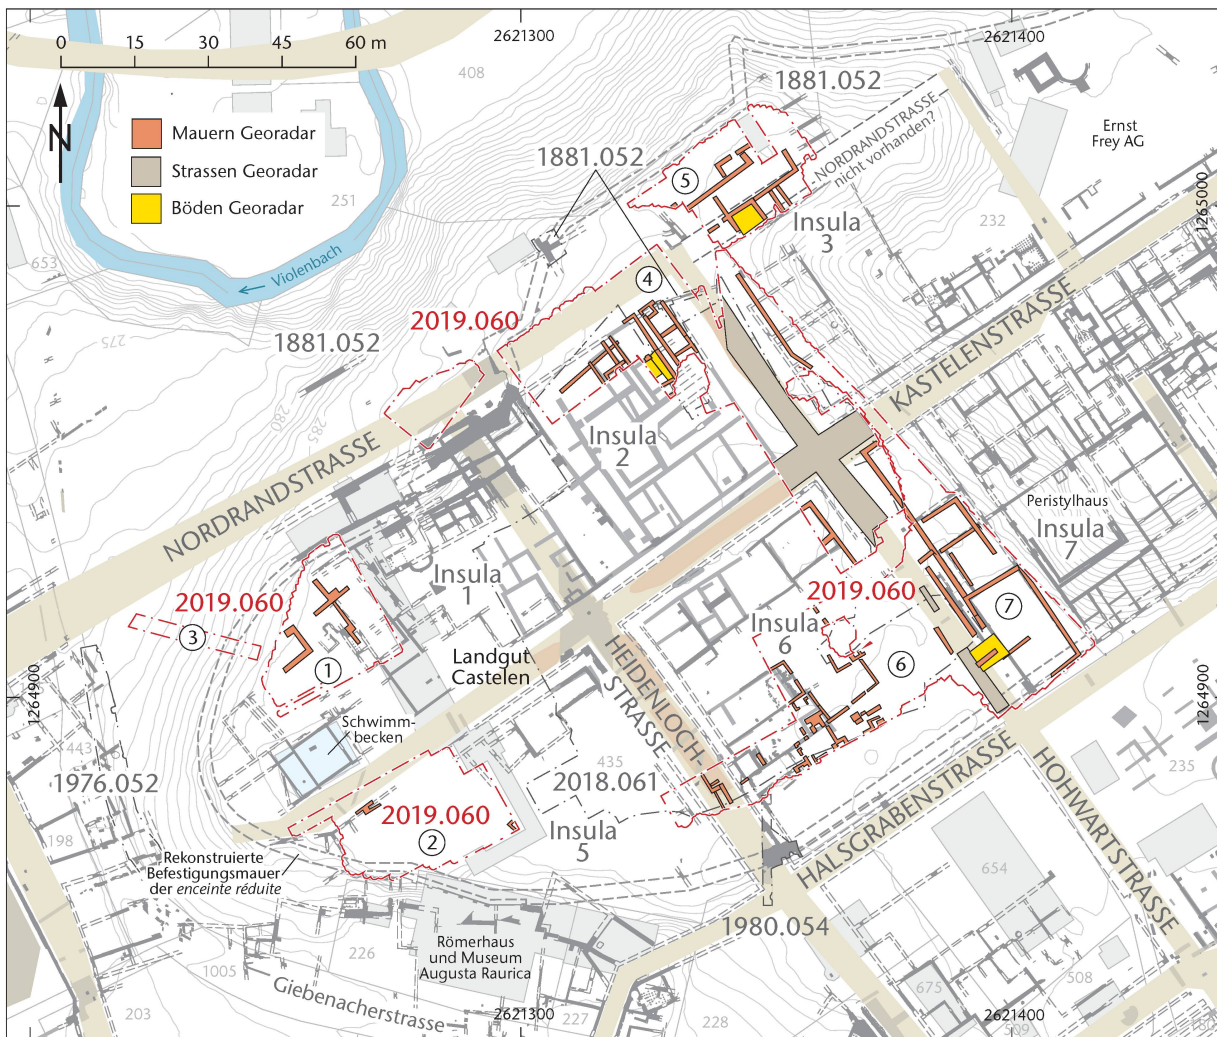 0 15 30 45 60 m
2621300
2621400
N
Mauern Georadar
Strassen Georadar
Böden Georadar
408
251
653
Violenbach
275
280
285
1881.052
1881.052
1881.052
NORDRANDSTRASSE
nicht vorhanden?
Ernst
Frey AG
1265000
232
5
Insula
3
4
2019.060
KASTELENSTRASSE
NORDRANDSTRASSE
Insula
2
Peristylhaus
Insula
7
Insula
1
2019.060
3
1
2019.060
7
Insula
6
6
Landgut
Castelen
HEIDENLOCH-
STRASSE
1264900
1264900
Schwimm-
becken
443
1976.052
198
435
2018.061
2019.060
2
Insula
5
HALSGRABENSTRASSE
HOHWARTSTRASSE
235
654
Rekonstruierte
Befestigungsmauer
der enceinte réduite
1980.054
Römerhaus
und Museum
Augusta Raurica
226
1005
Giebenacherstrasse
203
227
228
675
508
509
180
2621300
2621400